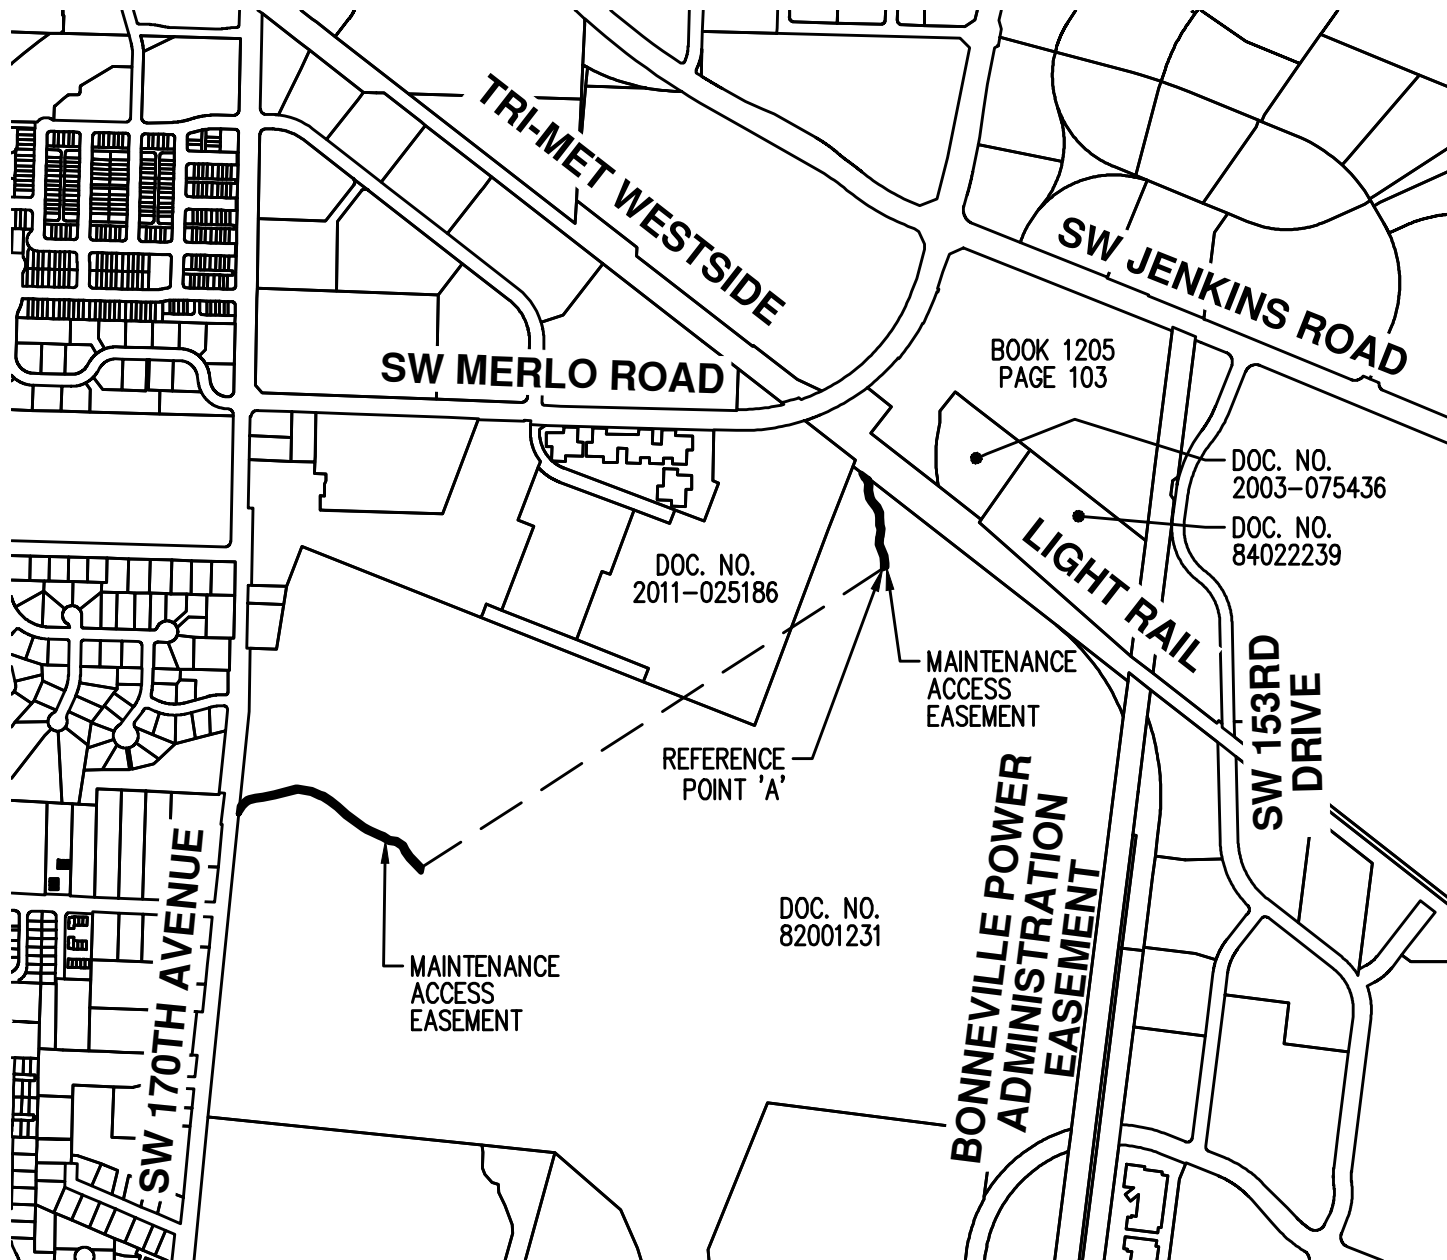 TRI-MET WESTSIDE
SW JENKINS ROAD
SW MERLO ROAD
BOOK 1205
PAGE 103
DOC. NO.
2003-075436
DOC. NO.
84022239
LIGHT RAIL
DOC. NO.
2011-025186
MAINTENANCE
ACCESS
EASEMENT
REFERENCE
POINT 'A'
SW 153RD
DRIVE
SW 170TH AVENUE
DOC. NO.
82001231
BONNEVILLE POWER
ADMINISTRATION
EASEMENT
MAINTENANCE
ACCESS
EASEMENT